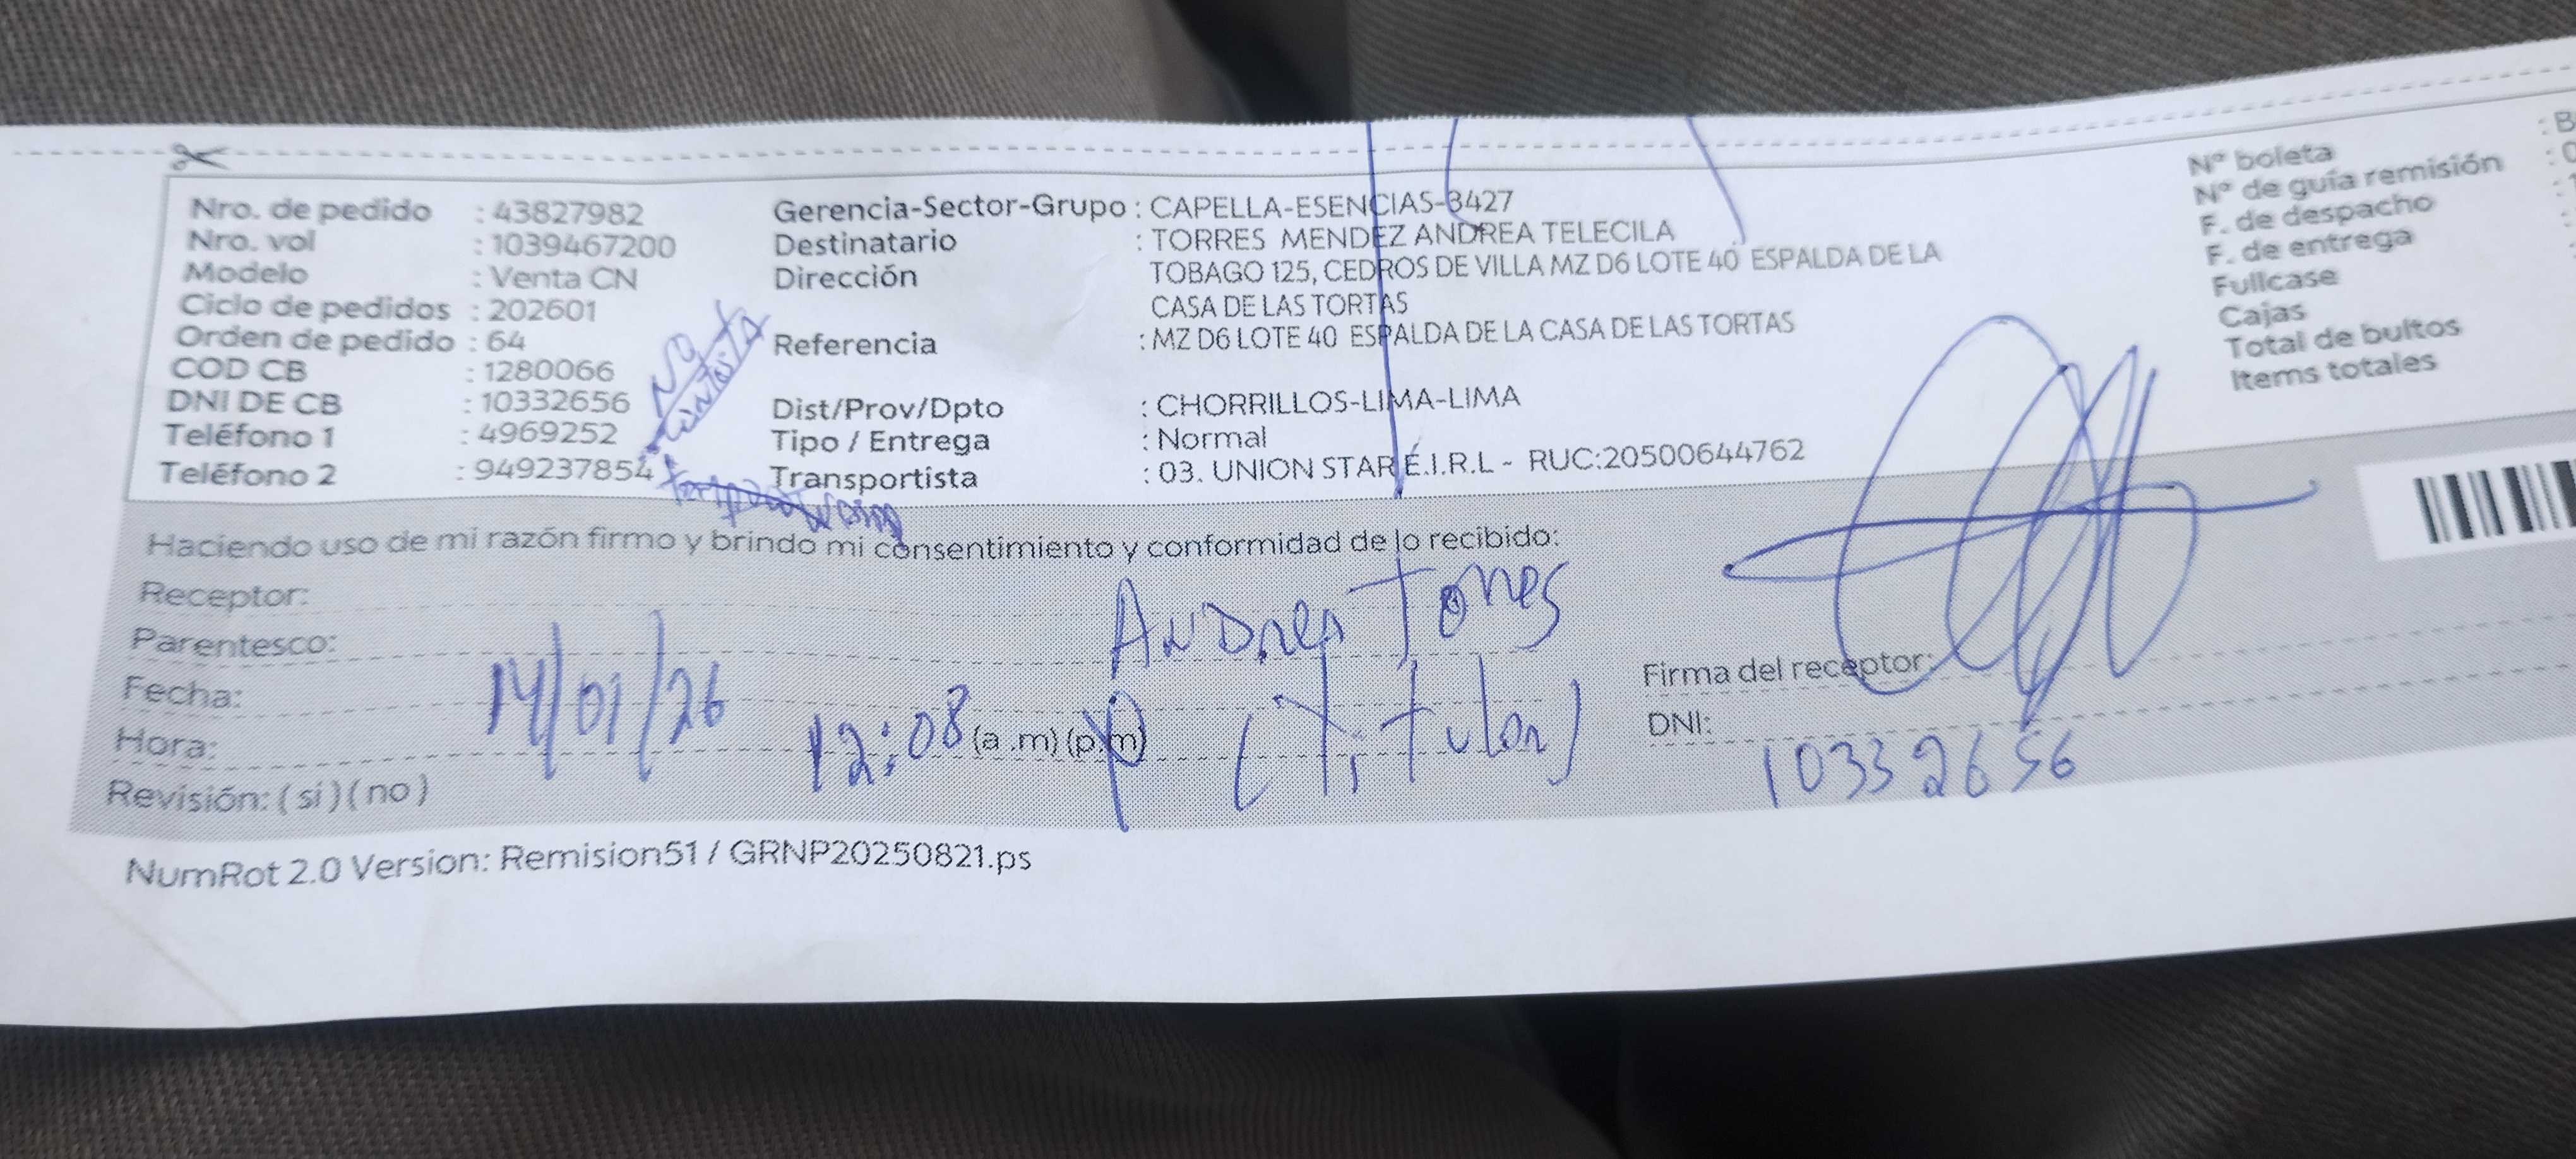 Nro. de pedido : 43827982
Nro. vol : 1039467200
Modelo : Venta CN
Ciclo de pedidos : 202601
Orden de pedido : 64
COD CB : 1280066
DNI DE CB : 10332656
Teléfono 1 : 4969252
Teléfono 2 : 949237854
No
Gerencia-Sector-Grupo : CAPELLA-ESENCIAS-3427
Destinatario : TORRES MENDEZ ANDREA TELECILA
Dirección TOBAGO 125, CEDROS DE VILLA MZ D6 LOTE 40 ESPALDA DE LA
CASA DE LAS TORTAS
Referencia : MZ D6 LOTE 40 ESPALDA DE LA CASA DE LAS TORTAS
Dist/Prov/Dpto : CHORRILLOS-LIMA-LIMA
Tipo / Entrega : Normal
Transportista : 03. UNION STAR E.I.R.L - RUC:20500644762
N° boleta : B
N° de guía remisión
F. de despacho
F. de entrega
Fullcase
Cajas
Total de bultos
Items totales
Haciendo uso de mi razón firmo y brindo mi consentimiento y conformidad de lo recibido:
Receptor: Andrea Torres
Parentesco: (Titular)
Fecha: 14/01/26
Hora: 12:08 (a .m) (p.m)
Revisión: ( si ) ( no )
Firma del receptor:
DNI: 10332656
NumRot 2.0 Version: Remision51 / GRNP20250821.ps